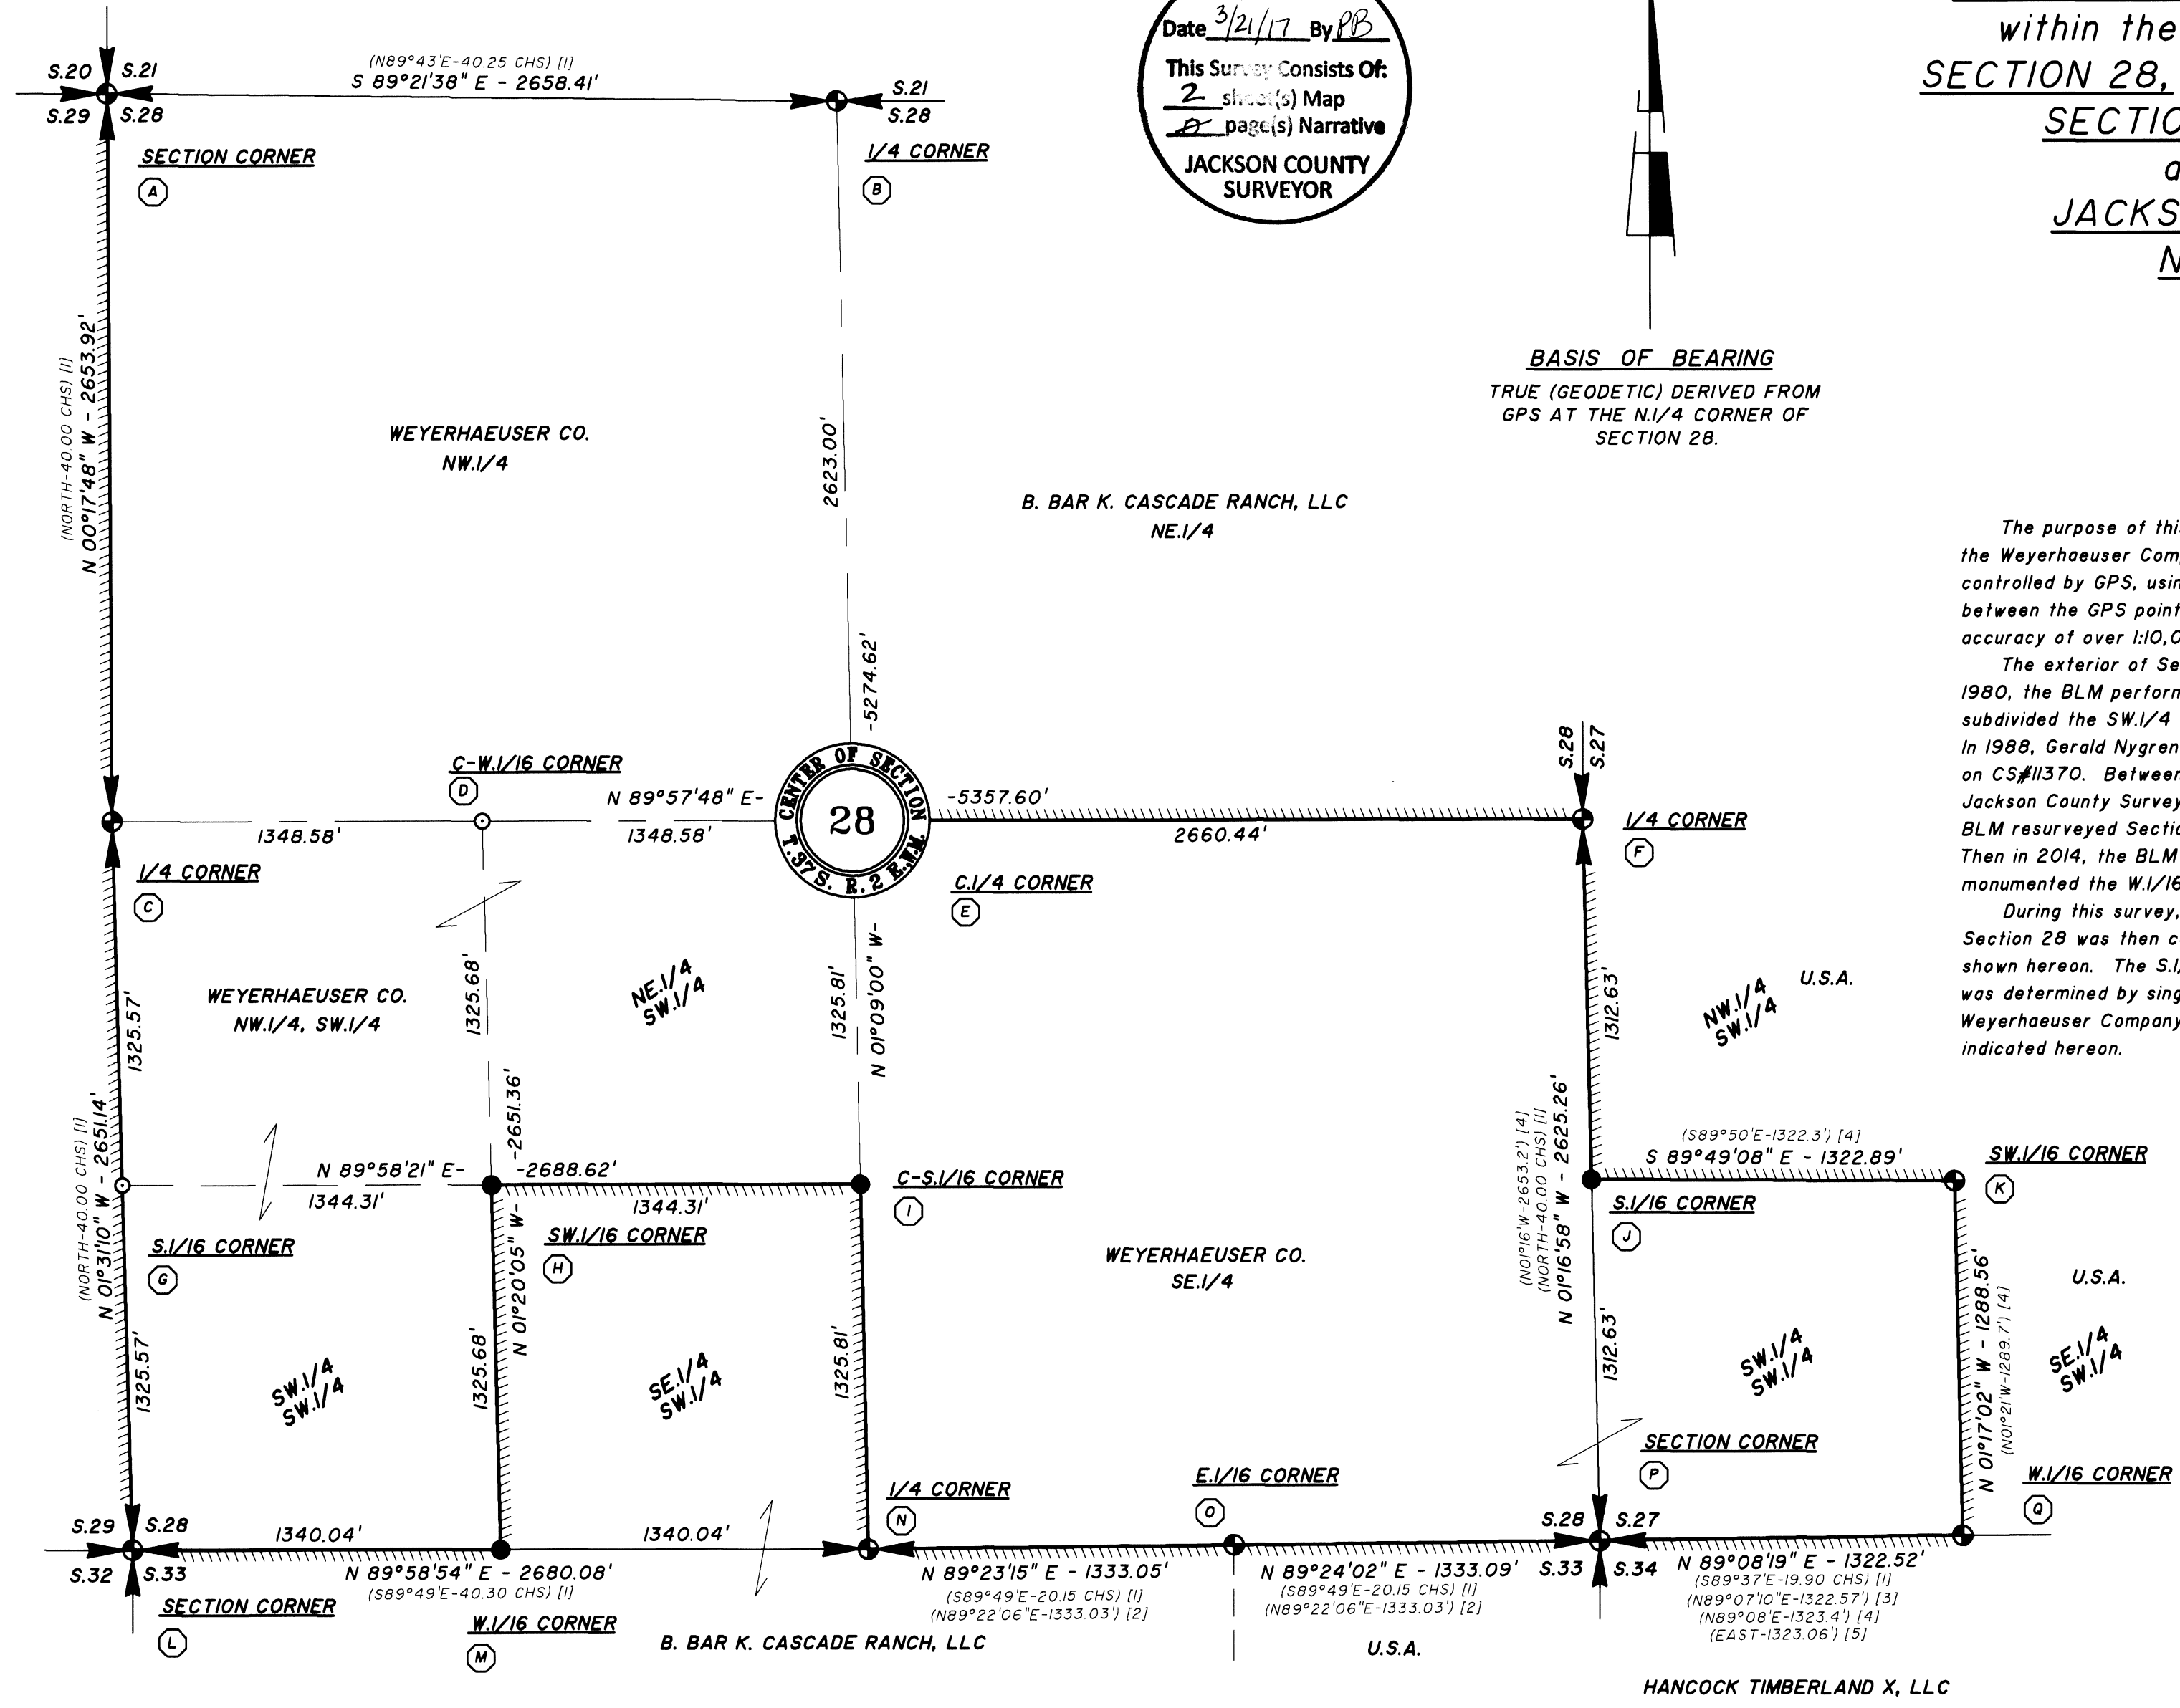 within the
SECTION 28,
SECTIO
a
JACKS
N
Date 3/21/17 By PB
This Survey Consists Of:
2 sheet(s) Map
0 page(s) Narrative
JACKSON COUNTY
SURVEYOR
S.20 S.21
S.29 S.28
(N89°43'E-40.25 CHS) [1]
S 89°21'38" E - 2658.41'
S.21
S.28
SECTION CORNER
A
1/4 CORNER
B
(NORTH-40.00 CHS) [1]
N 00°17'48" W - 2653.92'
WEYERHAEUSER CO.
NW.1/4
2623.00'
-5274.62'
B. BAR K. CASCADE RANCH, LLC
NE.1/4
BASIS OF BEARING
TRUE (GEODETIC) DERIVED FROM
GPS AT THE N.1/4 CORNER OF
SECTION 28.
The purpose of thi
the Weyerhaeuser Com
controlled by GPS, usin
between the GPS point
accuracy of over 1:10,0
The exterior of Se
1980, the BLM perforn
subdivided the SW.1/4
In 1988, Gerald Nygren
on CS#11370. Between
Jackson County Survey
BLM resurveyed Sectio
Then in 2014, the BLM
monumented the W.1/16
During this survey,
Section 28 was then c
shown hereon. The S.1/
was determined by sing
Weyerhaeuser Company
indicated hereon.
C-W.1/16 CORNER
D
N 89°57'48" E-
-5357.60'
1348.58'
1348.58'
2660.44'
CENTER OF SECTION
28
T.37 S. R. 2 E.W.M.
S.28
S.27
1/4 CORNER
F
1/4 CORNER
C
C.1/4 CORNER
E
1325.57'
WEYERHAEUSER CO.
NW.1/4, SW.1/4
1325.68'
-2651.36'
NE.1/4
SW.1/4
1325.81'
N 01°09'00" W-
1312.63'
NW.1/4
SW.1/4
U.S.A.
(NORTH-40.00 CHS) [1]
N 01°31'10" W - 2651.14'
N 89°58'21" E-
-2688.62'
1344.31'
1344.31'
S.1/16 CORNER
G
SW.1/16 CORNER
H
C-S.1/16 CORNER
I
(N01°16'W-2653.2') [4]
(NORTH-40.00 CHS) [1]
N 01°16'58" W - 2625.26'
(S89°50'E-1322.3') [4]
S 89°49'08" E - 1322.89'
SW.1/16 CORNER
K
S.1/16 CORNER
J
1325.57'
SW.1/4
SW.1/4
1325.68'
N 01°20'05" W-
SE.1/4
SW.1/4
1325.81'
WEYERHAEUSER CO.
SE.1/4
1312.63'
SW.1/4
SW.1/4
N 01°17'02" W - 1288.56'
(N01°21'W-1289.7') [4]
U.S.A.
SE.1/4
SW.1/4
SECTION CORNER
P
W.1/16 CORNER
Q
E.1/16 CORNER
O
1/4 CORNER
N
S.29 S.28
S.32 S.33
1340.04'
1340.04'
N 89°58'54" E - 2680.08'
(S89°49'E-40.30 CHS) [1]
SECTION CORNER
L
W.1/16 CORNER
M
N 89°23'15" E - 1333.05'
(S89°49'E-20.15 CHS) [1]
(N89°22'06"E-1333.03') [2]
N 89°24'02" E - 1333.09'
(S89°49'E-20.15 CHS) [1]
(N89°22'06"E-1333.03') [2]
S.28 S.27
S.33 S.34
N 89°08'19" E - 1322.52'
(S89°37'E-19.90 CHS) [1]
(N89°07'10"E-1322.57') [3]
(N89°08'E-1323.4') [4]
(EAST-1323.06') [5]
B. BAR K. CASCADE RANCH, LLC
U.S.A.
HANCOCK TIMBERLAND X, LLC